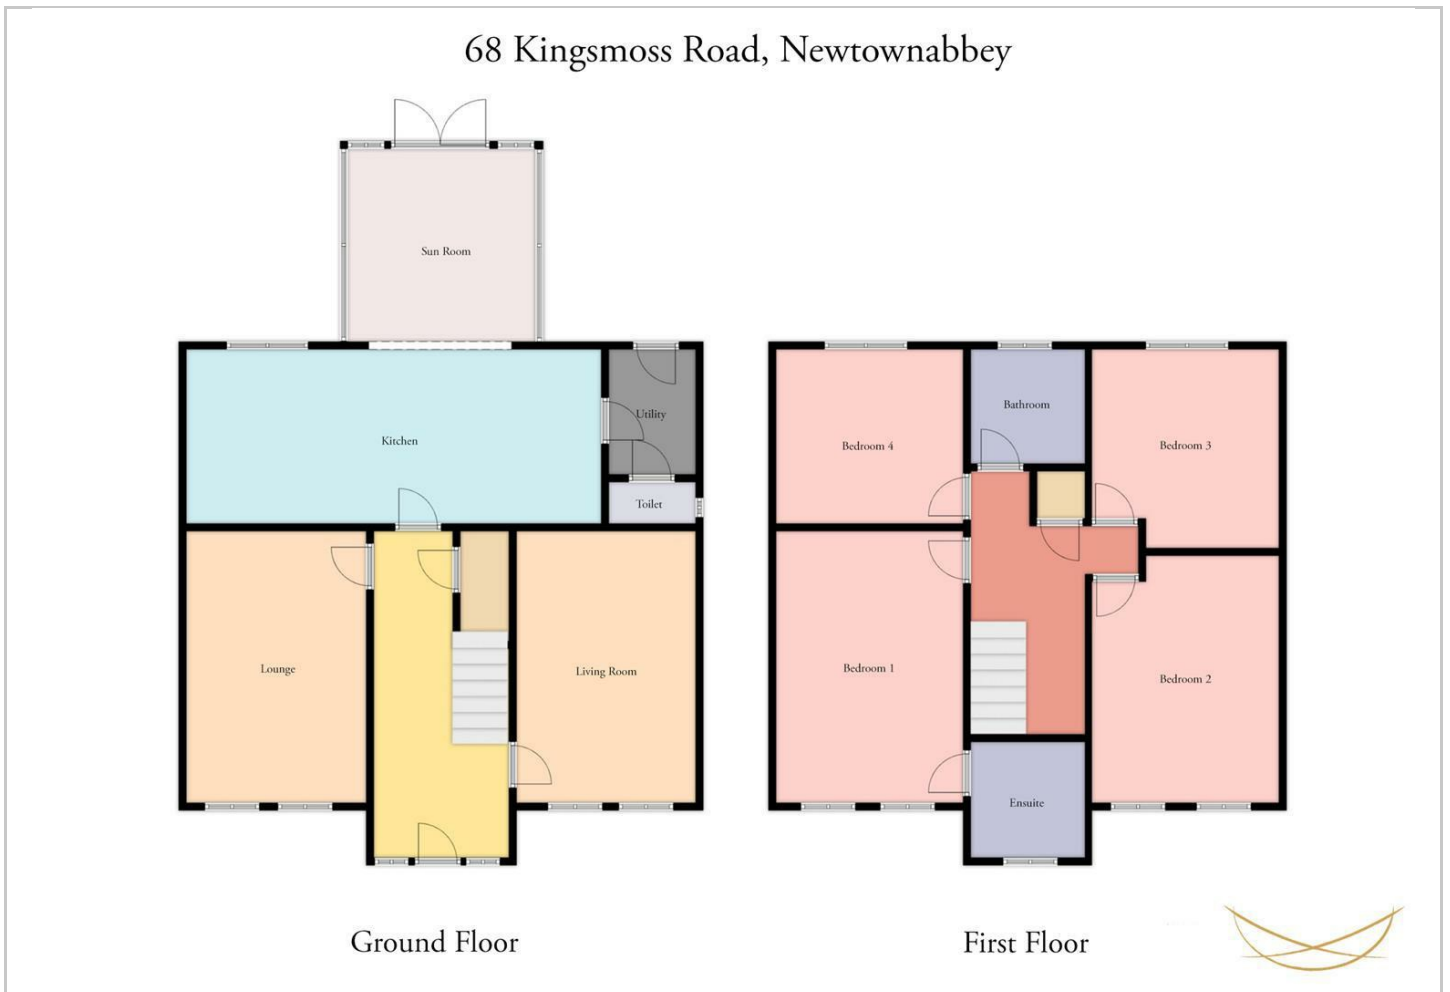 68 Kingsmoss Road, Newtownabbey
Sun Room
Kitchen
Utility
Toilet
Lounge
Living Room
Ground Floor
Bedroom 4
Bathroom
Bedroom 3
Bedroom 1
Bedroom 2
Ensuite
First Floor